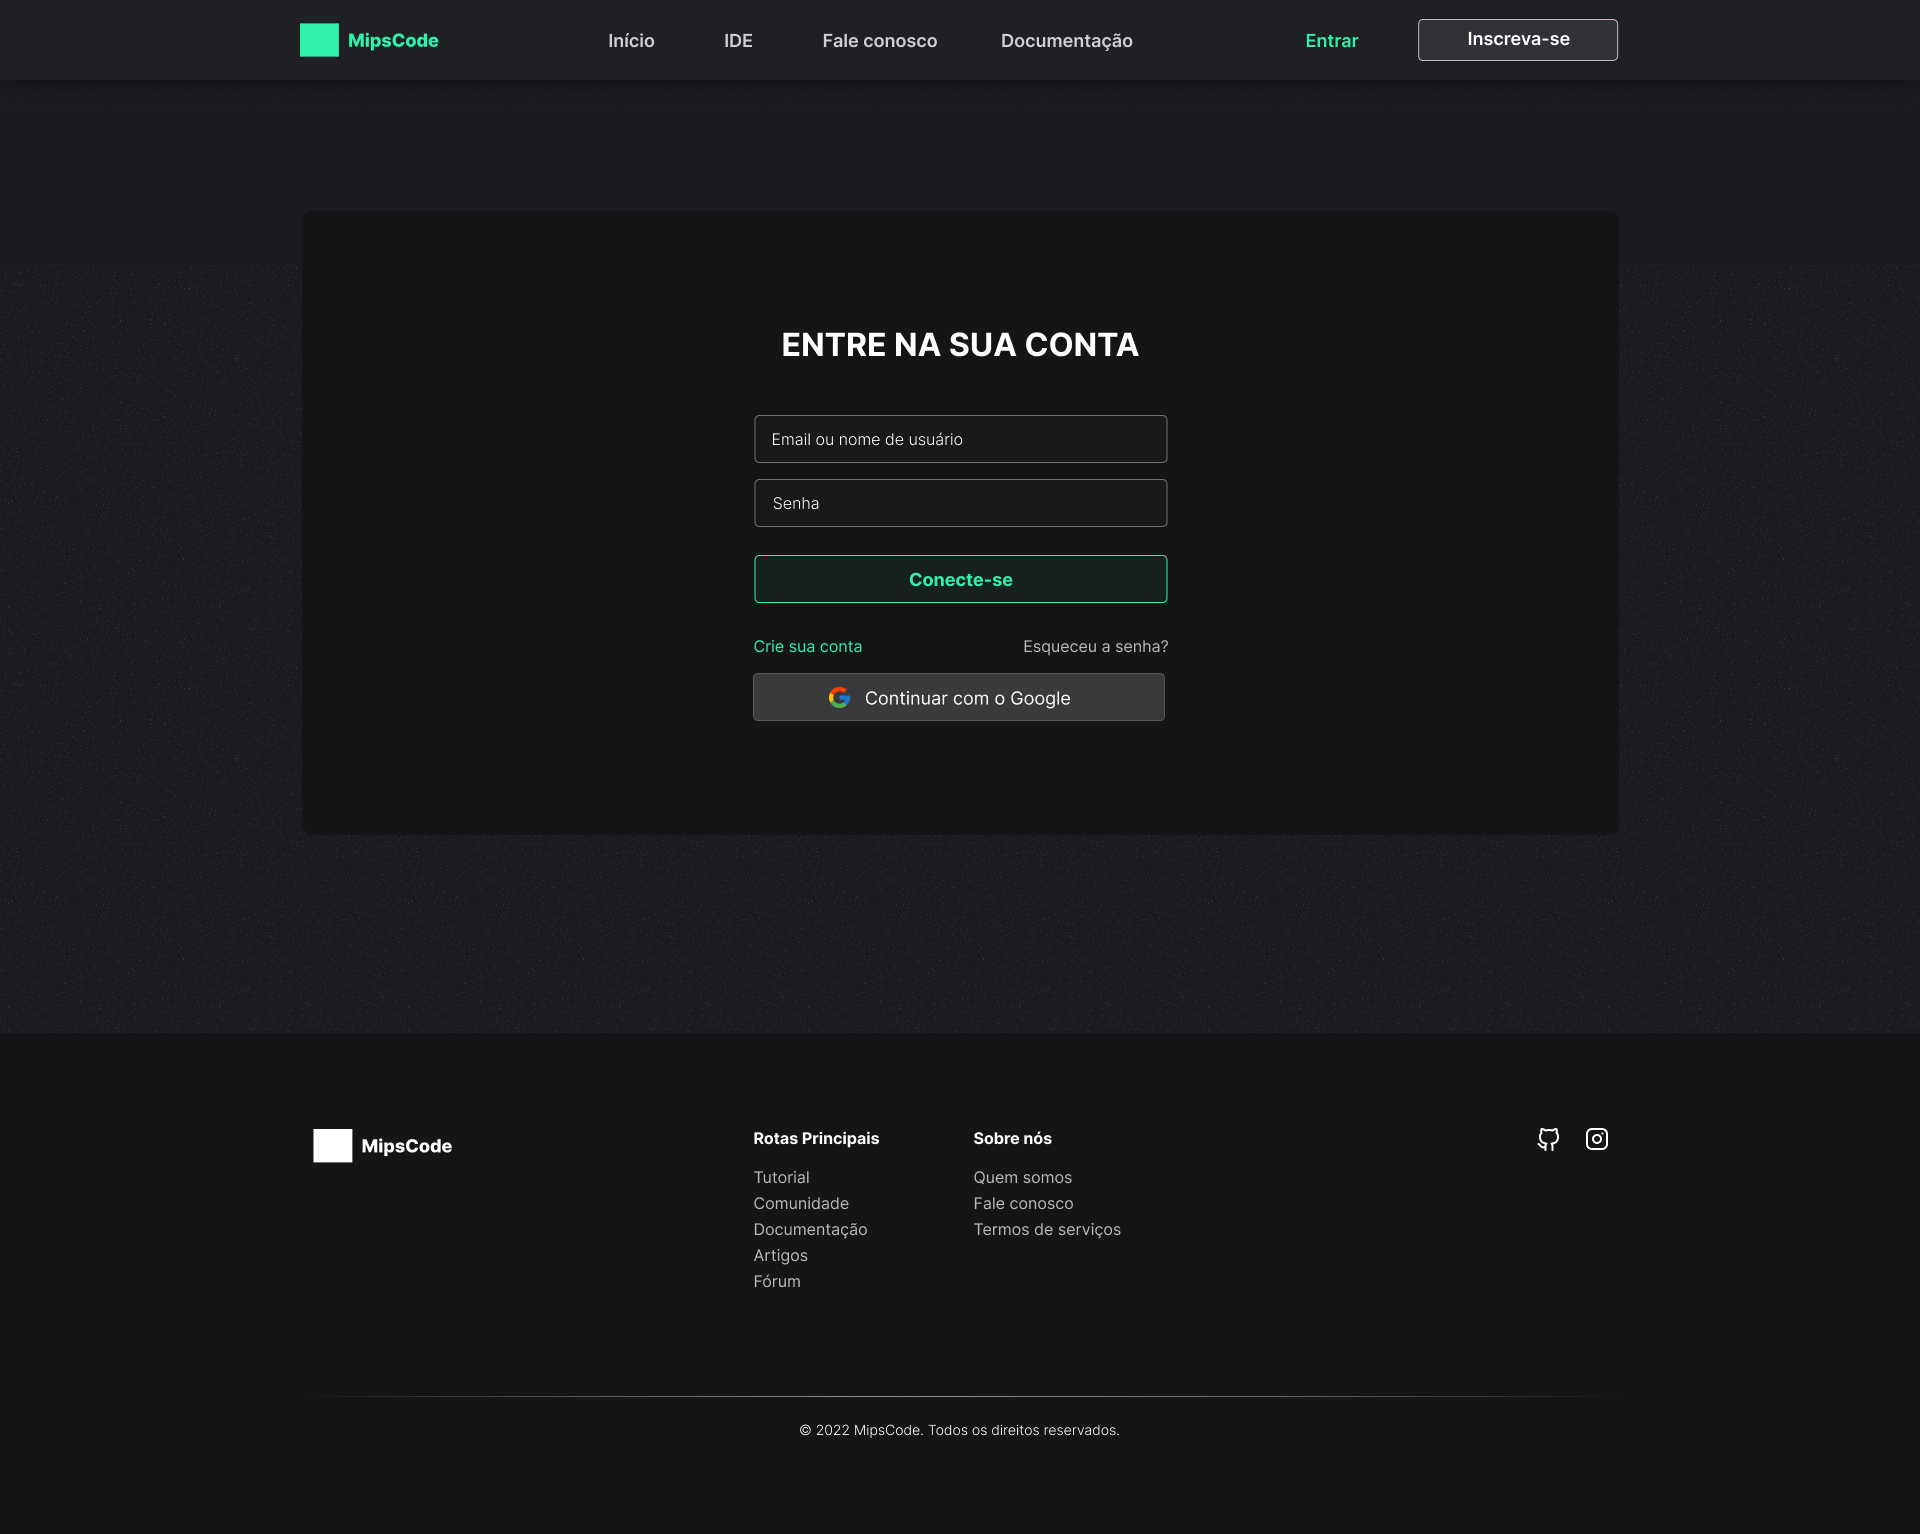 MipsCode
Início
IDE
Fale conosco
Documentação
Entrar
Inscreva-se
ENTRE NA SUA CONTA
Email ou nome de usuário
Senha
Conecte-se
Crie sua conta
Esqueceu a senha?
Continuar com o Google
MipsCode
Rotas Principais
Tutorial
Comunidade
Documentação
Artigos
Fórum
Sobre nós
Quem somos
Fale conosco
Termos de serviços
© 2022 MipsCode. Todos os direitos reservados.